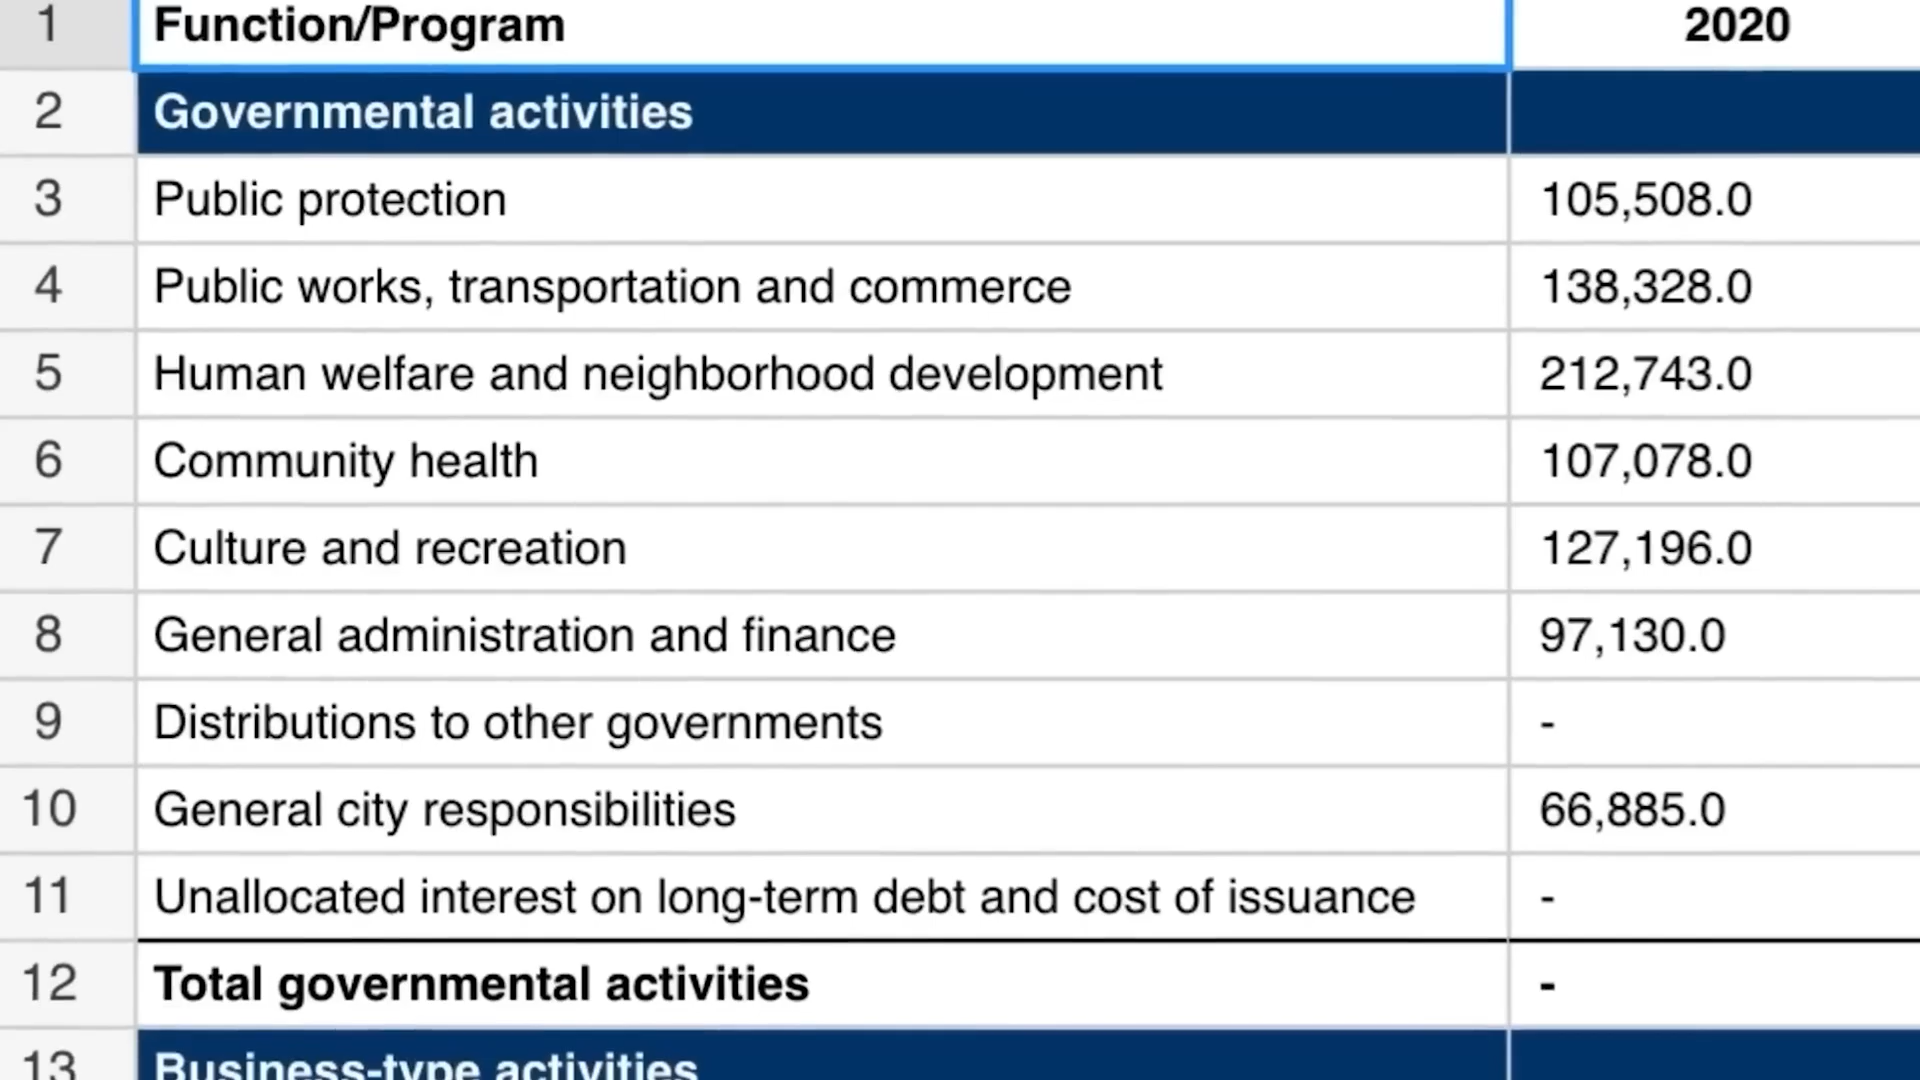 1 Function/Program 2020
2 Governmental activities
3 Public protection 105,508.0
4 Public works, transportation and commerce 138,328.0
5 Human welfare and neighborhood development 212,743.0
6 Community health 107,078.0
7 Culture and recreation 127,196.0
8 General administration and finance 97,130.0
9 Distributions to other governments -
10 General city responsibilities 66,885.0
11 Unallocated interest on long-term debt and cost of issuance -
12 Total governmental activities -
13 Business-type activities